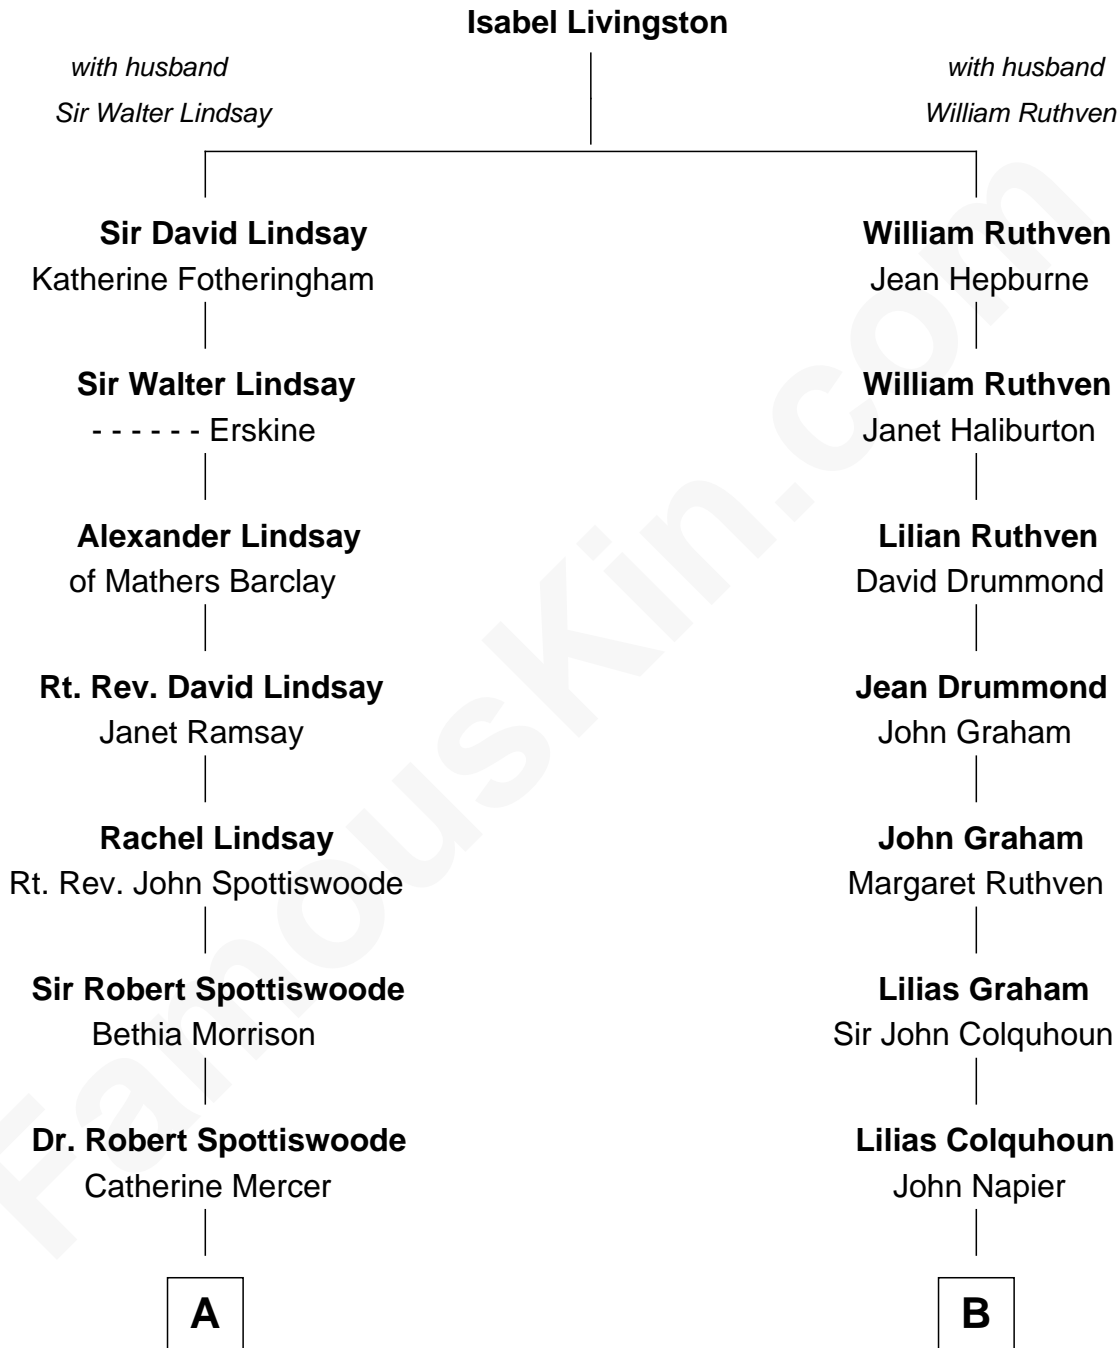 Isabel Livingston
with husband
Sir Walter Lindsay
with husband
William Ruthven
Sir David Lindsay
Katherine Fotheringham
William Ruthven
Jean Hepburne
Sir Walter Lindsay
- - - - - - Erskine
William Ruthven
Janet Haliburton
Alexander Lindsay
of Mathers Barclay
Lilian Ruthven
David Drummond
Rt. Rev. David Lindsay
Janet Ramsay
Jean Drummond
John Graham
Rachel Lindsay
Rt. Rev. John Spottiswoode
John Graham
Margaret Ruthven
Sir Robert Spottiswoode
Bethia Morrison
Lilias Graham
Sir John Colquhoun
Dr. Robert Spottiswoode
Catherine Mercer
Lilias Colquhoun
John Napier
A
B
FamousKin.com